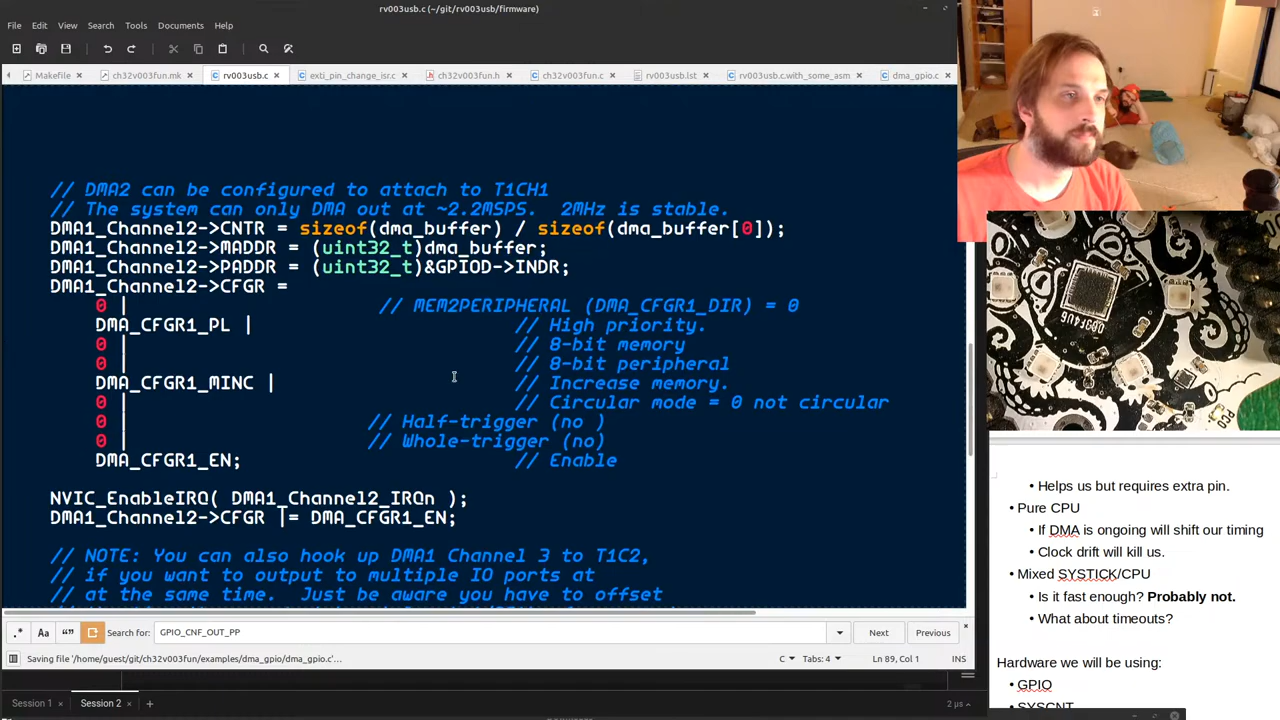 rv003usb.c (~/git/rv003usb/firmware)
File Edit View Search Tools Documents Help
Makefile × ch32v003fun.mk × rv003usb.c × exti_pin_change_isr.c × ch32v003fun.h × ch32v003fun.c × rv003usb.lst × rv003usb.c.with_some_asm × dma_gpio.c ×
// DMA2 can be configured to attach to T1CH1
// The system can only DMA out at ~2.2MSPS.  2MHz is stable.
DMA1_Channel2->CNTR = sizeof(dma_buffer) / sizeof(dma_buffer[0]);
DMA1_Channel2->MADDR = (uint32_t)dma_buffer;
DMA1_Channel2->PADDR = (uint32_t)&GPIOD->INDR;
DMA1_Channel2->CFGR =
0 | // MEM2PERIPHERAL (DMA_CFGR1_DIR) = 0
DMA_CFGR1_PL | // High priority.
0 | // 8-bit memory
0 | // 8-bit peripheral
DMA_CFGR1_MINC | // Increase memory.
0 | // Circular mode = 0 not circular
0 | // Half-trigger (no )
0 | // Whole-trigger (no)
DMA_CFGR1_EN; // Enable
NVIC_EnableIRQ( DMA1_Channel2_IRQn );
DMA1_Channel2->CFGR |= DMA_CFGR1_EN;
// NOTE: You can also hook up DMA1 Channel 3 to T1C2,
// if you want to output to multiple IO ports at
// at the same time.  Just be aware you have to offset
.* Aa “” Search for: GPIO_CNF_OUT_PP Next Previous
Saving file '/home/guest/git/ch32v003fun/examples/dma_gpio/dma_gpio.c'… C Tabs: 4 Ln 89, Col 1 INS
Session 1 × Session 2 × + 2 µs
• Helps us but requires extra pin.
• Pure CPU
• If DMA is ongoing will shift our timing
• Clock drift will kill us.
• Mixed SYSTICK/CPU
• Is it fast enough? Probably not.
• What about timeouts?
Hardware we will be using:
• GPIO
• SYSCNT